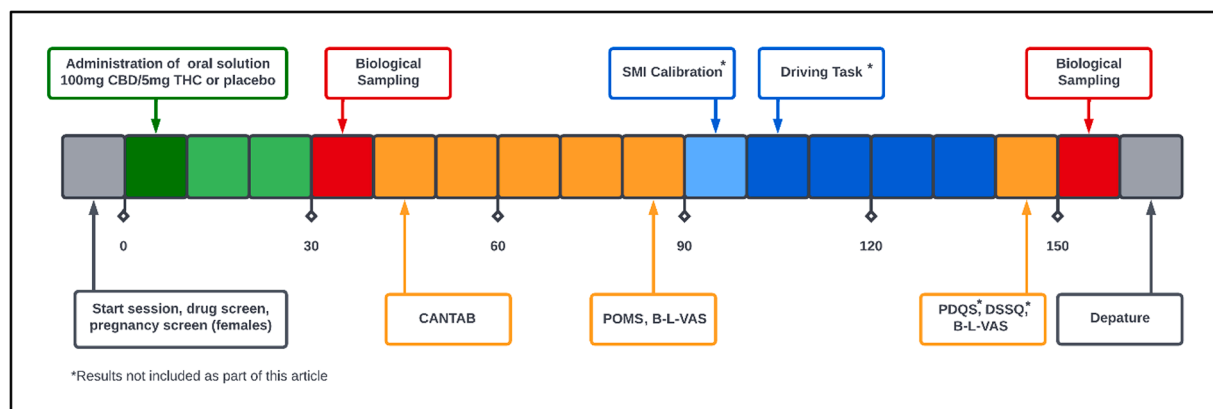 Administration of oral solution
100mg CBD/5mg THC or placebo
Biological
Sampling
SMI Calibration*
Driving Task *
Biological
Sampling
0
30
60
90
120
150
Start session, drug screen,
pregnancy screen (females)
CANTAB
POMS, B-L-VAS
PDQS,* DSSQ,*
B-L-VAS
Depature
*Results not included as part of this article